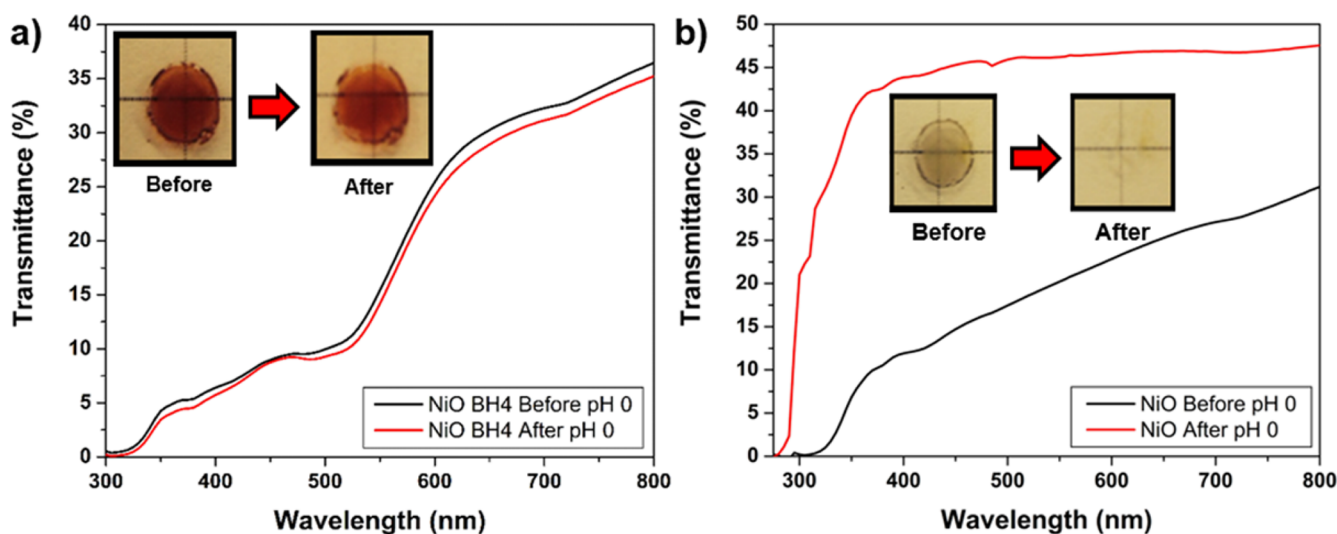 a)
Transmittance (%)
40
35
30
25
20
15
10
5
0
Before
After
NiO BH4 Before pH 0
NiO BH4 After pH 0
300
400
500
600
700
800
Wavelength (nm)
b)
Transmittance (%)
50
45
40
35
30
25
20
15
10
5
0
Before
After
NiO Before pH 0
NiO After pH 0
300
400
500
600
700
800
Wavelength (nm)